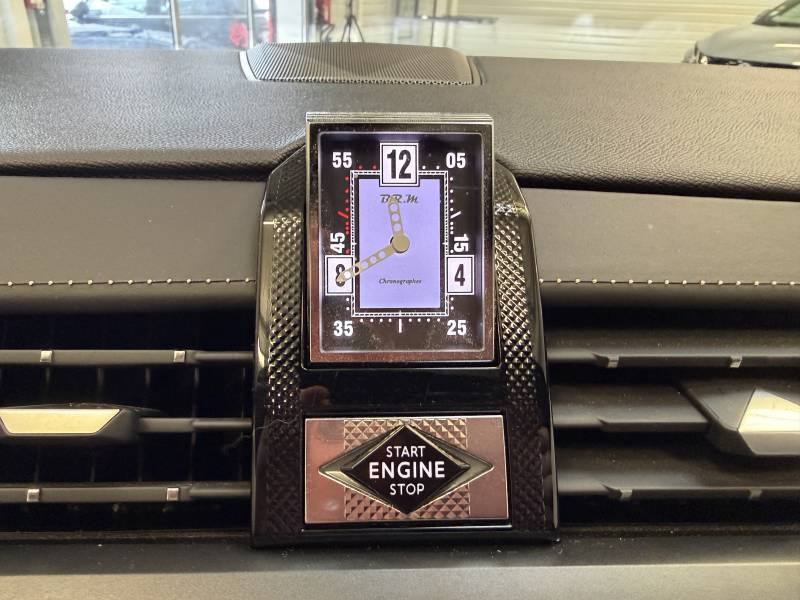 55 12 05
B.R.M
45 15
8 4
Chronographes
35 25
START
ENGINE
STOP